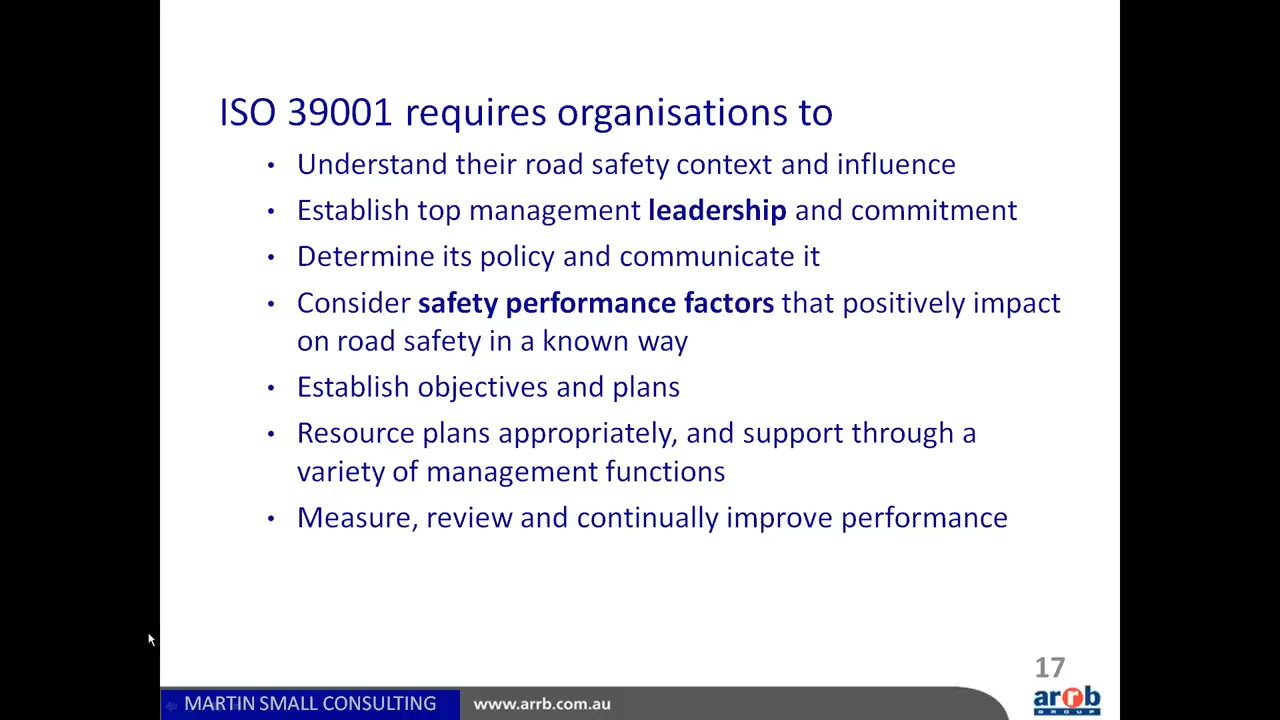 ISO 39001 requires organisations to
• Understand their road safety context and influence
• Establish top management leadership and commitment
• Determine its policy and communicate it
• Consider safety performance factors that positively impact
on road safety in a known way
• Establish objectives and plans
• Resource plans appropriately, and support through a
variety of management functions
• Measure, review and continually improve performance
17
MARTIN SMALL CONSULTING
www.arrb.com.au
arrb
GROUP